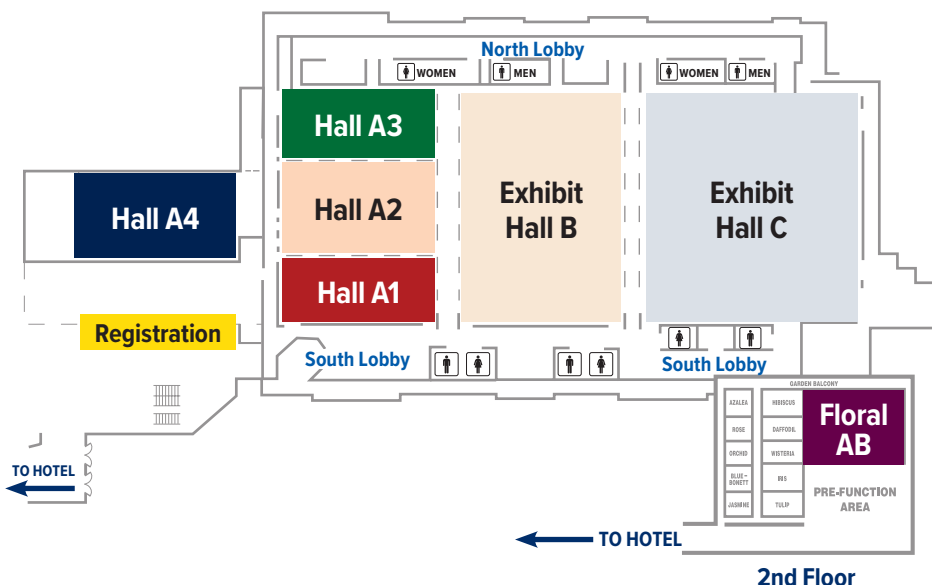 North Lobby
WOMEN
MEN
WOMEN
MEN
Hall A3
Hall A4
Hall A2
Exhibit
Hall B
Exhibit
Hall C
Hall A1
Registration
South Lobby
South Lobby
GARDEN BALCONY
AZALEA
HIBISCUS
ROSE
DAFFODIL
ORCHID
WISTERIA
BLUE-
BONETT
IRIS
JASMINE
TULIP
Floral
AB
PRE-FUNCTION
AREA
TO HOTEL
TO HOTEL
2nd Floor